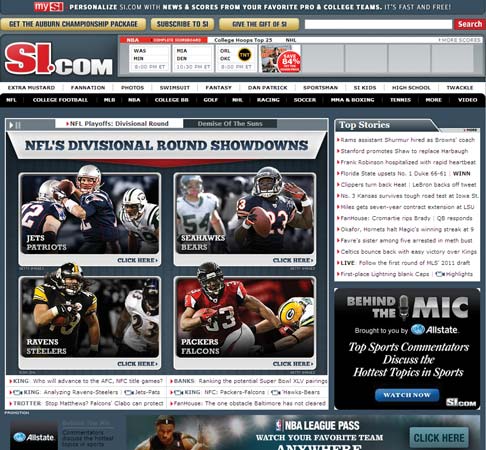 mySI PERSONALIZE SI.COM WITH NEWS & SCORES FROM YOUR FAVORITE PRO & COLLEGE TEAMS. IT'S FAST AND FREE!
GET THE AUBURN CHAMPIONSHIP PACKAGE SUBSCRIBE TO SI GIVE THE GIFT OF SI Search
SI.COM
NBA COMPLETE SCOREBOARD College Hoops Top 25 NHL + MORE SCORES
WAS MIN ORL
MIN DIA OKC TNT
8:00 PM ET 10:30 PM ET 8:00 PM ET
SAVE 84%
EXTRA MUSTARD FANNATION PHOTOS SWIMSUIT FANTASY DAN PATRICK SPORTSMAN SI KIDS HIGH SCHOOL TWACKLE
NFL COLLEGE FOOTBALL MLB NBA COLLEGE BB GOLF NHL RACING SOCCER MMA & BOXING TENNIS MORE VIDEO
NFL Playoffs: Divisional Round Demise Of The Suns
NFL'S DIVISIONAL ROUND SHOWDOWNS
JETS
PATRIOTS
CLICK HERE
SEAHAWKS
BEARS
CLICK HERE
GETTY IMAGES
GETTY IMAGES
RAVENS
STEELERS
CLICK HERE
PACKERS
FALCONS
CLICK HERE
GETTY IMAGES
KING: Who will advance to the AFC, NFC title games?
KING: Analyzing Ravens-Steelers | Jets-Pats
TROTTER: Stop Matthews? Falcons' Clabo can protect
BANKS: Ranking the potential Super Bowl XLV pairings
KING: NFC: Packers-Falcons | Hawks-Bears
FanHouse: The one obstacle Baltimore has not cleared
Top Stories
MORE
Rams assistant Shurmur hired as Browns' coach
Stanford promotes Shaw to replace Harbaugh
Frank Robinson hospitalized with rapid heartbeat
Florida State upsets No. 1 Duke 66-61 | WINN
Clippers turn back Heat | LeBron backs off tweet
No. 3 Kansas survives tough road test at Iowa St.
Miles gets seven-year contract extension at LSU
FanHouse: Cromartie rips Brady | QB responds
Okafor, Hornets halt Magic's winning streak at 9
Favre's sister among five arrested in meth bust
Celtics bounce back with easy victory over Kings
LIVE Follow the first round of MLS' 2011 draft
First-place Lightning blank Caps | Highlights
BEHIND THE MIC
Brought to you by Allstate.
Top Sports Commentators
Discuss the
Hottest Topics in Sports
WATCH NOW
SI.com
PROMOTION
Allstate.
Behind The Mic
Commentators
discuss the hottest
topics in sports
NBA LEAGUE PASS
WATCH YOUR FAVORITE TEAM
ANYWHERE
CLICK HERE